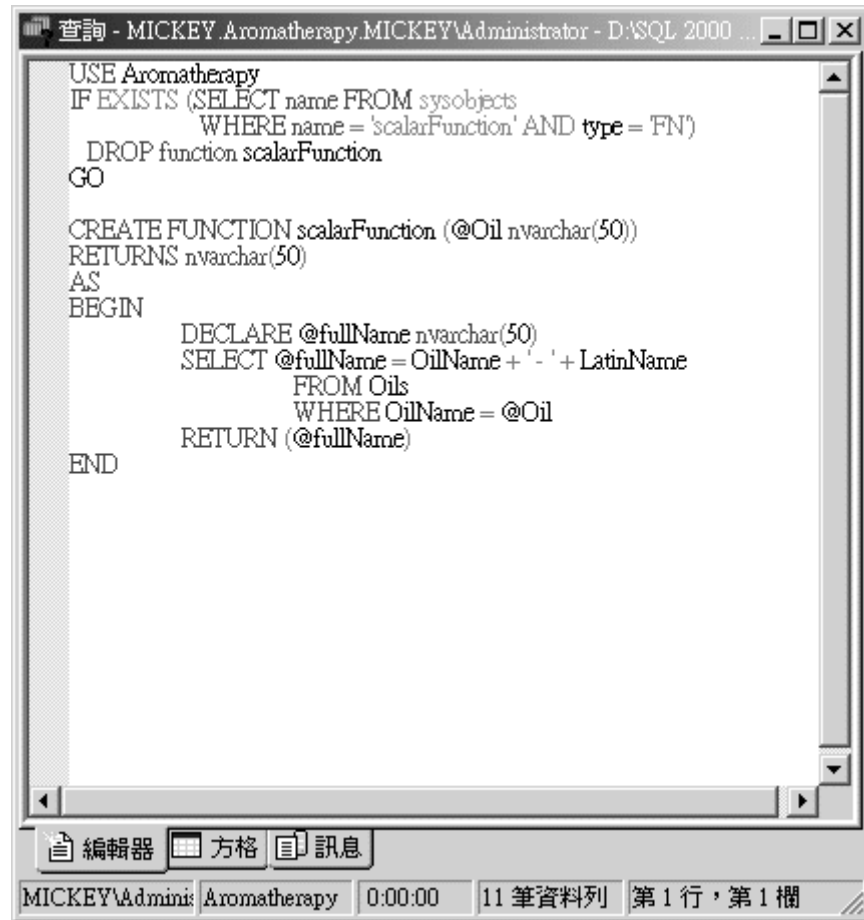 查詢 - MICKEY.Aromatherapy.MICKEY\Administrator - D:\SQL 2000 ...
USE Aromatherapy
IF EXISTS (SELECT name FROM sysobjects
WHERE name = 'scalarFunction' AND type = 'FN')
DROP function scalarFunction
GO
CREATE FUNCTION scalarFunction (@Oil nvarchar(50))
RETURNS nvarchar(50)
AS
BEGIN
DECLARE @fullName nvarchar(50)
SELECT @fullName = OilName + ' - ' + LatinName
FROM Oils
WHERE OilName = @Oil
RETURN (@fullName)
END
編輯器 方格 訊息
MICKEY\Adminis Aromatherapy 0:00:00 11 筆資料列 第 1 行，第 1 欄